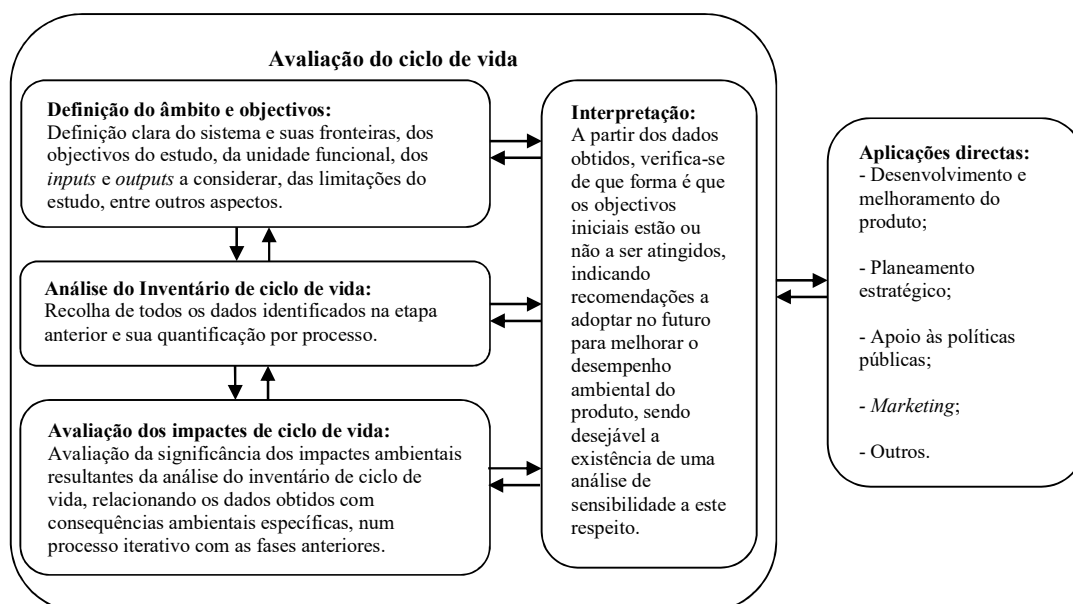 Avaliação do ciclo de vida
Definição do âmbito e objectivos:
Definição clara do sistema e suas fronteiras, dos
objectivos do estudo, da unidade funcional, dos
inputs e outputs a considerar, das limitações do
estudo, entre outros aspectos.
Análise do Inventário de ciclo de vida:
Recolha de todos os dados identificados na etapa
anterior e sua quantificação por processo.
Avaliação dos impactes de ciclo de vida:
Avaliação da significância dos impactes ambientais
resultantes da análise do inventário de ciclo de
vida, relacionando os dados obtidos com
consequências ambientais específicas, num
processo iterativo com as fases anteriores.
Interpretação:
A partir dos dados
obtidos, verifica-se
de que forma é que
os objectivos
iniciais estão ou
não a ser atingidos,
indicando
recomendações a
adoptar no futuro
para melhorar o
desempenho
ambiental do
produto, sendo
desejável a
existência de uma
análise de
sensibilidade a este
respeito.
Aplicações directas:
- Desenvolvimento e
melhoramento do
produto;
- Planeamento
estratégico;
- Apoio às políticas
públicas;
- Marketing;
- Outros.